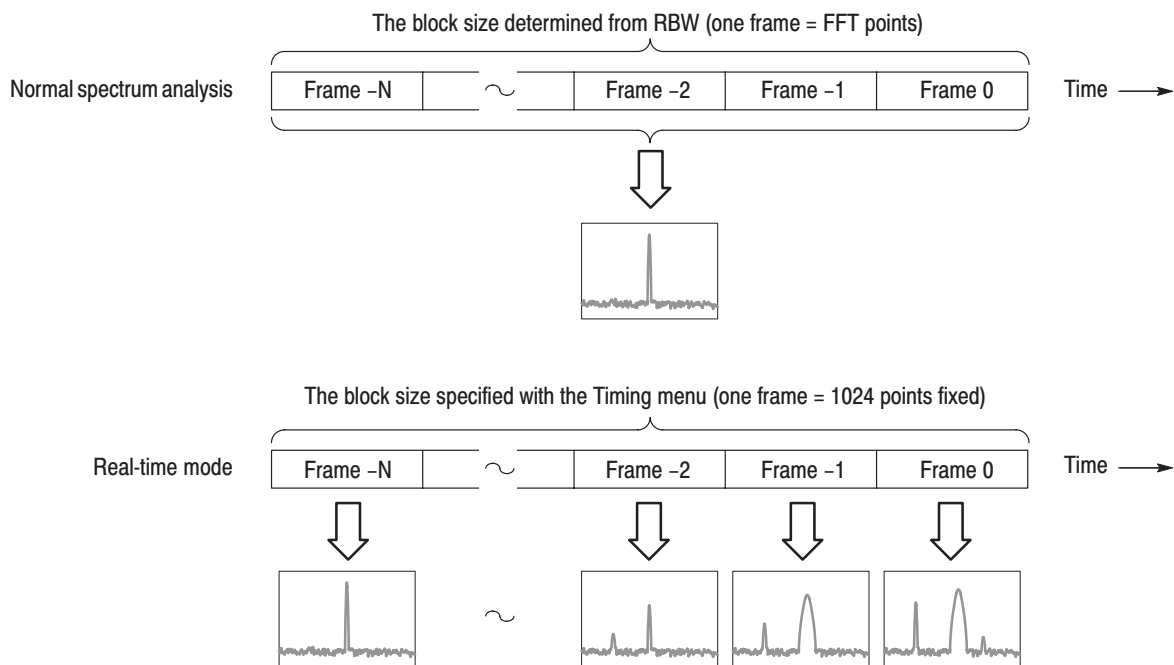 The block size determined from RBW (one frame = FFT points)
Normal spectrum analysis
Frame –N
Frame –2
Frame –1
Frame 0
Time
The block size specified with the Timing menu (one frame = 1024 points fixed)
Real-time mode
Frame –N
Frame –2
Frame –1
Frame 0
Time